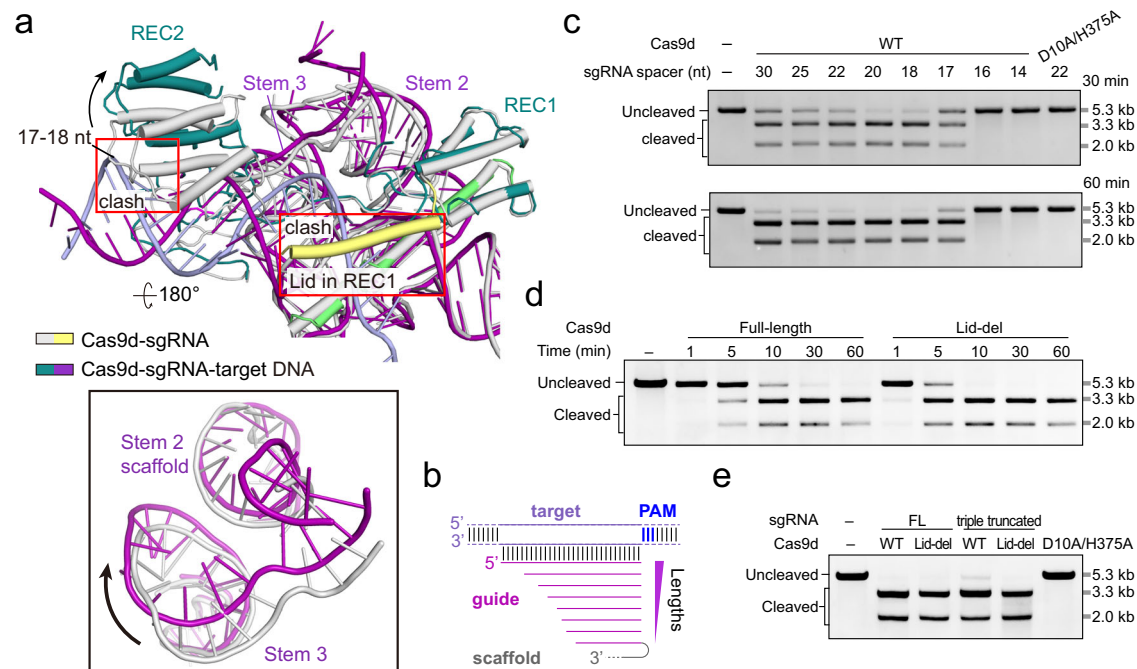 a
REC2
Stem 3
Stem 2
REC1
17-18 nt
clash
clash
Lid in REC1
180°
Cas9d-sgRNA
Cas9d-sgRNA-target DNA
Stem 2
scaffold
Stem 3
b
target
PAM
5'
3'
5'
guide
Lengths
scaffold
3'
c
Cas9d – WT D10A/H375A
sgRNA spacer (nt) 30 25 22 20 18 17 16 14 22
30 min
Uncleaved 5.3 kb
cleaved 3.3 kb
2.0 kb
60 min
Uncleaved 5.3 kb
cleaved 3.3 kb
2.0 kb
d
Cas9d Full-length Lid-del
Time (min) – 1 5 10 30 60 1 5 10 30 60
Uncleaved 5.3 kb
Cleaved 3.3 kb
2.0 kb
e
sgRNA – FL triple truncated
Cas9d WT Lid-del WT Lid-del D10A/H375A
Uncleaved 5.3 kb
Cleaved 3.3 kb
2.0 kb